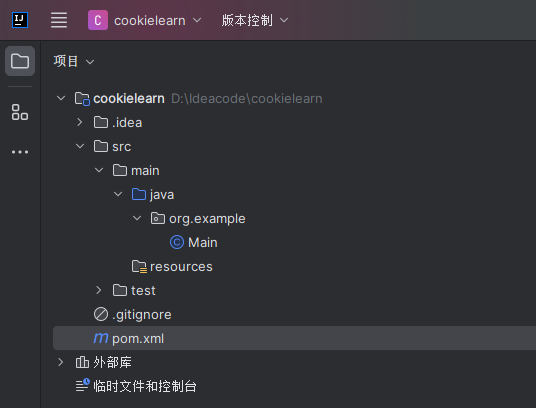 IJ C cookielearn 版本控制
项目
cookielearn D:\Ideacode\cookielearn
.idea
src
main
java
org.example
C Main
resources
test
.gitignore
m pom.xml
外部库
临时文件和控制台